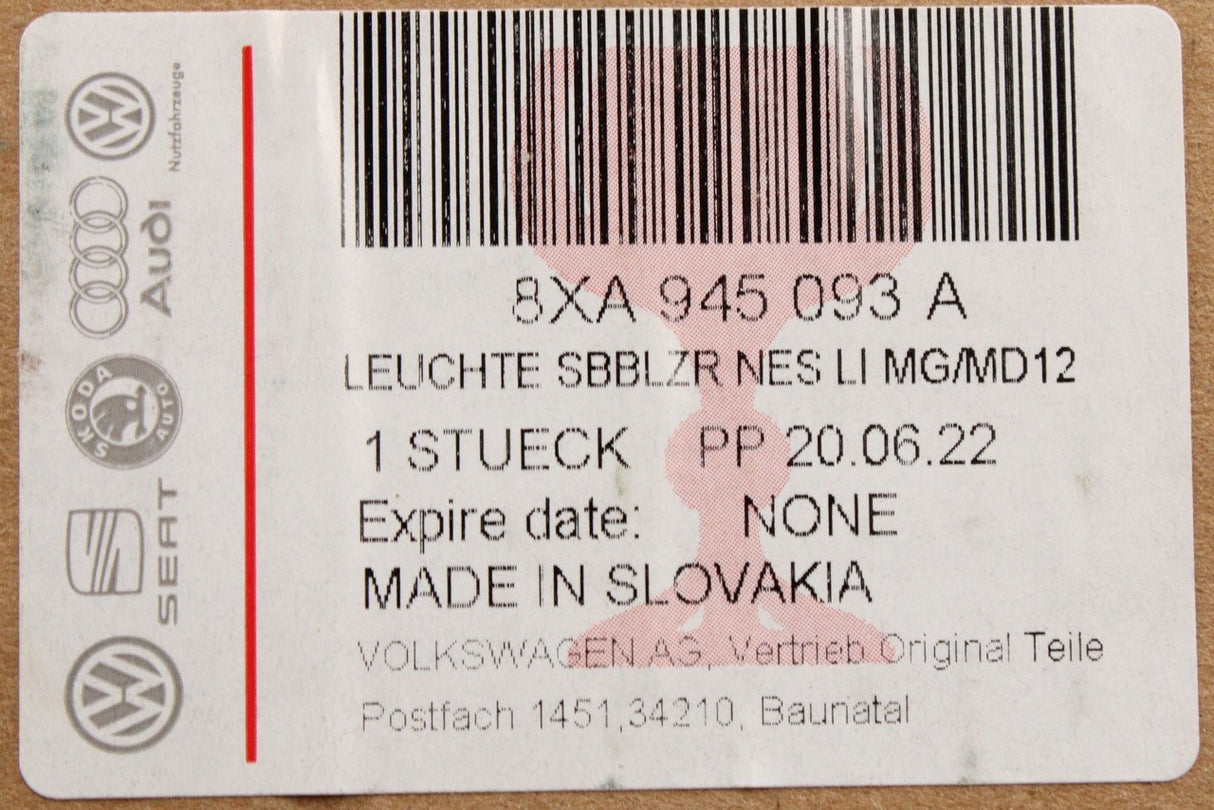 8XA 945 093 A
LEUCHTE SBBLZR NES LI MG/MD12
1 STUECK PP 20.06.22
Expire date: NONE
MADE IN SLOVAKIA
VOLKSWAGEN AG, Vertrieb Original Teile
Postfach 1451,34210, Baunatal
Nutzfahrzeuge
Audi
SKODA
AUTO
SEAT